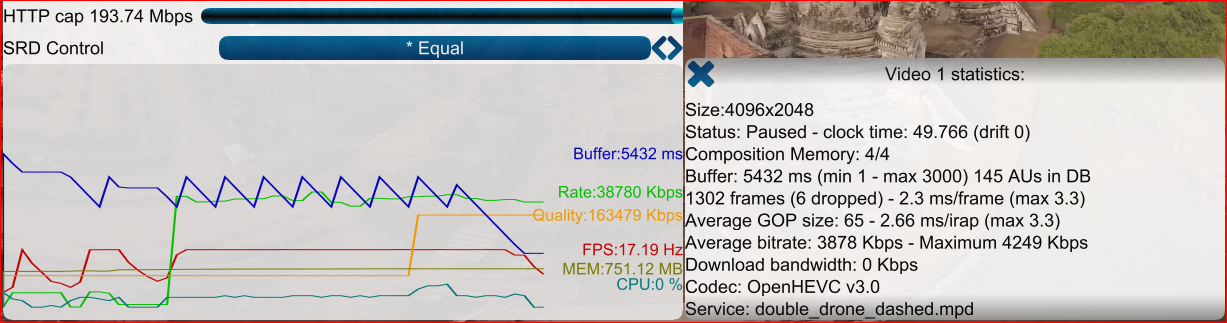 HTTP cap 193.74 Mbps
SRD Control
* Equal
Buffer:5432 ms
Rate:38780 Kbps
Quality:163479 Kbps
FPS:17.19 Hz
MEM:751.12 MB
CPU:0 %
Video 1 statistics:
Size:4096x2048
Status: Paused - clock time: 49.766 (drift 0)
Composition Memory: 4/4
Buffer: 5432 ms (min 1 - max 3000) 145 AUs in DB
1302 frames (6 dropped) - 2.3 ms/frame (max 3.3)
Average GOP size: 65 - 2.66 ms/irap (max 3.3)
Average bitrate: 3878 Kbps - Maximum 4249 Kbps
Download bandwidth: 0 Kbps
Codec: OpenHEVC v3.0
Service: double_drone_dashed.mpd